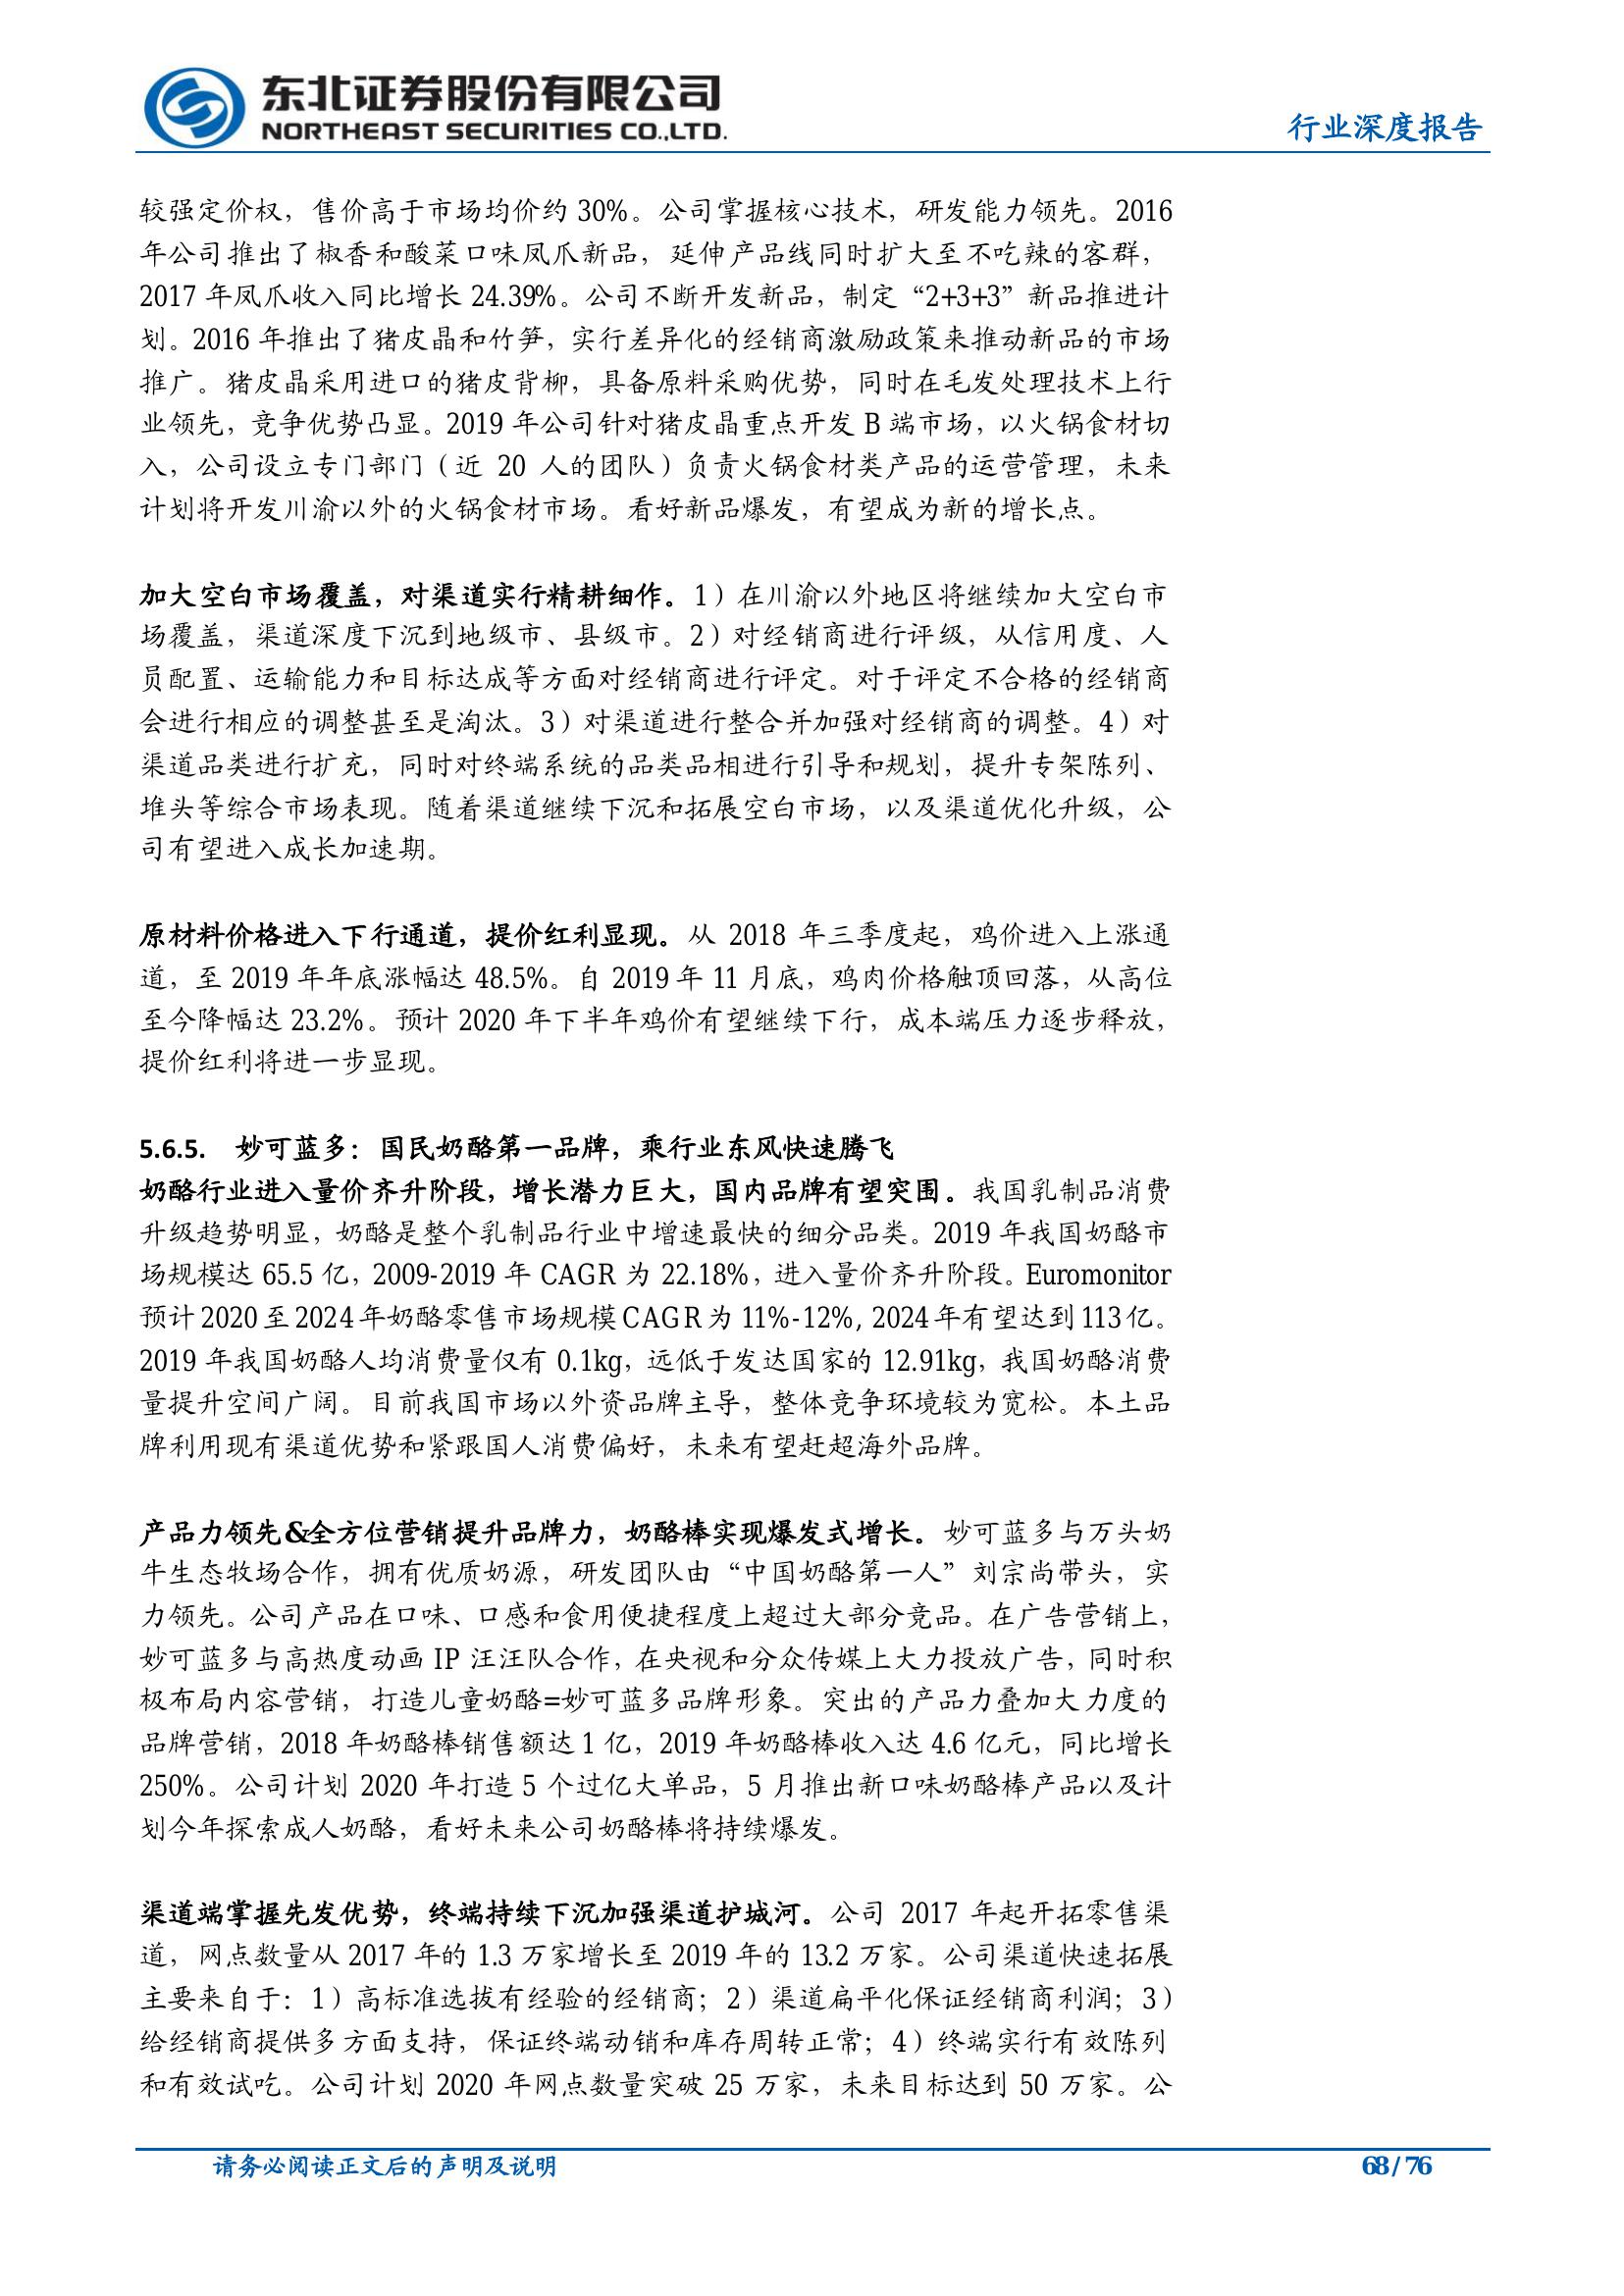 东北证券股份有限公司
NORTHEAST SECURITIES CO.,LTD.
行业深度报告
较强定价权，售价高于市场均价约 30%。公司掌握核心技术，研发能力领先。2016
年公司推出了椒香和酸菜口味凤爪新品，延伸产品线同时扩大至不吃辣的客群，
2017 年凤爪收入同比增长 24.39%。公司不断开发新品，制定“2+3+3”新品推进计
划。2016 年推出了猪皮晶和竹笋，实行差异化的经销商激励政策来推动新品的市场
推广。猪皮晶采用进口的猪皮背柳，具备原料采购优势，同时在毛发处理技术上行
业领先，竞争优势凸显。2019 年公司针对猪皮晶重点开发 B 端市场，以火锅食材切
入，公司设立专门部门（近 20 人的团队）负责火锅食材类产品的运营管理，未来
计划将开发川渝以外的火锅食材市场。看好新品爆发，有望成为新的增长点。
加大空白市场覆盖，对渠道实行精耕细作。1）在川渝以外地区将继续加大空白市
场覆盖，渠道深度下沉到地级市、县级市。2）对经销商进行评级，从信用度、人
员配置、运输能力和目标达成等方面对经销商进行评定。对于评定不合格的经销商
会进行相应的调整甚至是淘汰。3）对渠道进行整合并加强对经销商的调整。4）对
渠道品类进行扩充，同时对终端系统的品类品相进行引导和规划，提升专架陈列、
堆头等综合市场表现。随着渠道继续下沉和拓展空白市场，以及渠道优化升级，公
司有望进入成长加速期。
原材料价格进入下行通道，提价红利显现。从 2018 年三季度起，鸡价进入上涨通
道，至 2019 年年底涨幅达 48.5%。自 2019 年 11 月底，鸡肉价格触顶回落，从高位
至今降幅达 23.2%。预计 2020 年下半年鸡价有望继续下行，成本端压力逐步释放，
提价红利将进一步显现。
5.6.5. 妙可蓝多：国民奶酪第一品牌，乘行业东风快速腾飞
奶酪行业进入量价齐升阶段，增长潜力巨大，国内品牌有望突围。我国乳制品消费
升级趋势明显，奶酪是整个乳制品行业中增速最快的细分品类。2019 年我国奶酪市
场规模达 65.5 亿，2009-2019 年 CAGR 为 22.18%，进入量价齐升阶段。Euromonitor
预计 2020 至 2024 年奶酪零售市场规模 CAGR 为 11%-12%, 2024 年有望达到 113 亿。
2019 年我国奶酪人均消费量仅有 0.1kg，远低于发达国家的 12.91kg，我国奶酪消费
量提升空间广阔。目前我国市场以外资品牌主导，整体竞争环境较为宽松。本土品
牌利用现有渠道优势和紧跟国人消费偏好，未来有望赶超海外品牌。
产品力领先&全方位营销提升品牌力，奶酪棒实现爆发式增长。妙可蓝多与万头奶
牛生态牧场合作，拥有优质奶源，研发团队由“中国奶酪第一人”刘宗尚带头，实
力领先。公司产品在口味、口感和食用便捷程度上超过大部分竞品。在广告营销上，
妙可蓝多与高热度动画 IP 汪汪队合作，在央视和分众传媒上大力投放广告，同时积
极布局内容营销，打造儿童奶酪=妙可蓝多品牌形象。突出的产品力叠加大力度的
品牌营销，2018 年奶酪棒销售额达 1 亿，2019 年奶酪棒收入达 4.6 亿元，同比增长
250%。公司计划 2020 年打造 5 个过亿大单品，5 月推出新口味奶酪棒产品以及计
划今年探索成人奶酪，看好未来公司奶酪棒将持续爆发。
渠道端掌握先发优势，终端持续下沉加强渠道护城河。公司 2017 年起开拓零售渠
道，网点数量从 2017 年的 1.3 万家增长至 2019 年的 13.2 万家。公司渠道快速拓展
主要来自于：1）高标准选拔有经验的经销商；2）渠道扁平化保证经销商利润；3）
给经销商提供多方面支持，保证终端动销和库存周转正常；4）终端实行有效陈列
和有效试吃。公司计划 2020 年网点数量突破 25 万家，未来目标达到 50 万家。公
请务必阅读正文后的声明及说明
68 / 76